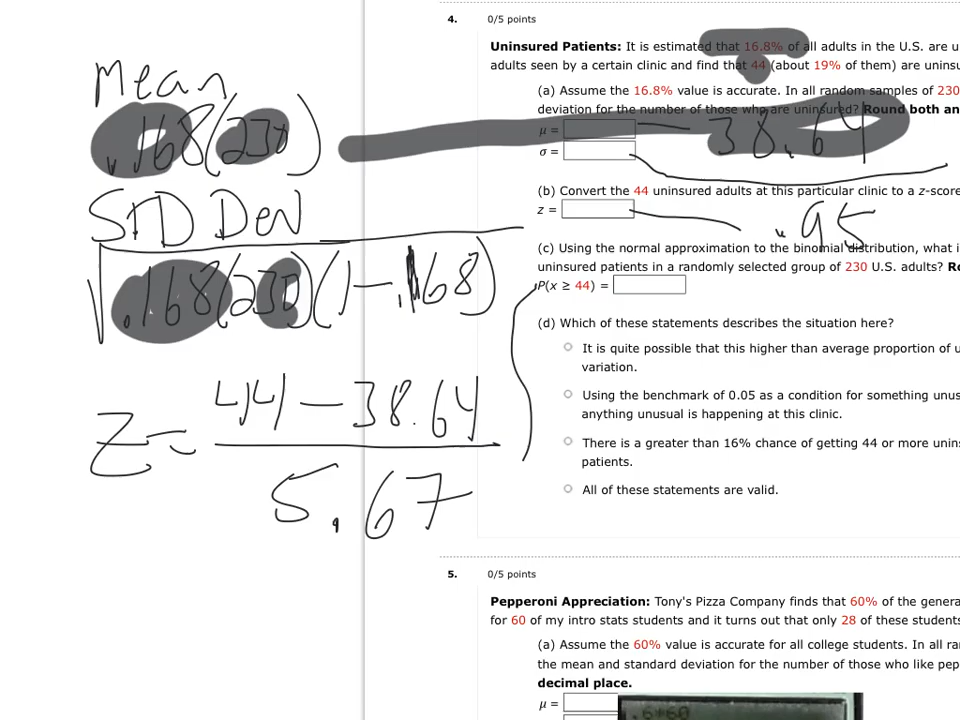 4. 0/5 points
Uninsured Patients: It is estimated that 16.8% of all adults in the U.S. are u
adults seen by a certain clinic and find that 44 (about 19% of them) are uninsu
(a) Assume the 16.8% value is accurate. In all random samples of 230
deviation for the number of those who are uninsured? Round both an
μ =
σ =
(b) Convert the 44 uninsured adults at this particular clinic to a z-score
z =
(c) Using the normal approximation to the binomial distribution, what i
uninsured patients in a randomly selected group of 230 U.S. adults? Ro
P(x ≥ 44) =
(d) Which of these statements describes the situation here?
It is quite possible that this higher than average proportion of u
variation.
Using the benchmark of 0.05 as a condition for something unus
anything unusual is happening at this clinic.
There is a greater than 16% chance of getting 44 or more unins
patients.
All of these statements are valid.
Mean
.168(230)
38.64
STD Dev
√.168(230)(1-.168)
.95
z= 44-38.64
5.67
5. 0/5 points
Pepperoni Appreciation: Tony's Pizza Company finds that 60% of the genera
for 60 of my intro stats students and it turns out that only 28 of these students
(a) Assume the 60% value is accurate for all college students. In all ra
the mean and standard deviation for the number of those who like pep
decimal place.
μ =
.6*60